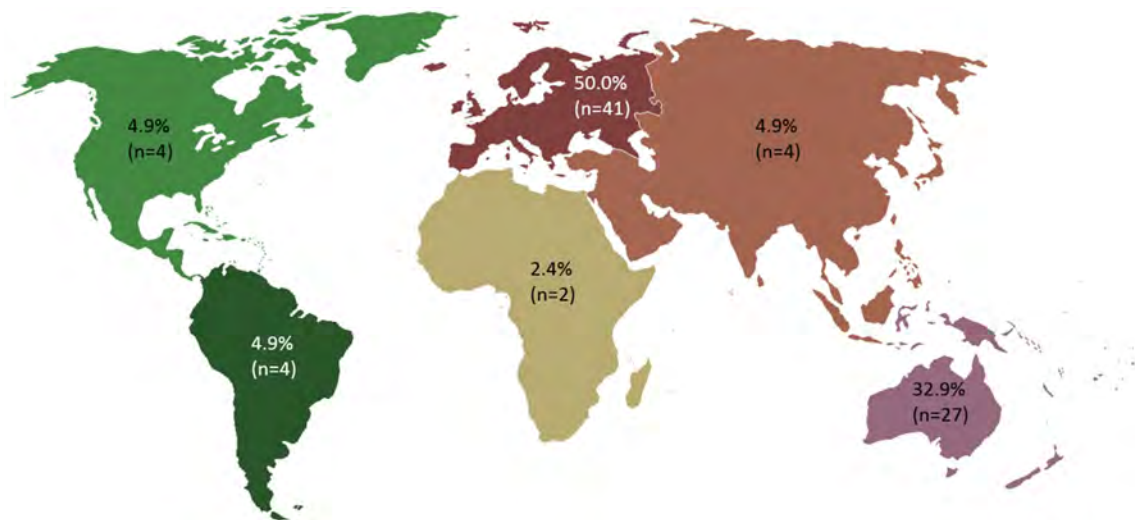 50.0%
(n=41)
4.9%
(n=4)
4.9%
(n=4)
2.4%
(n=2)
4.9%
(n=4)
32.9%
(n=27)